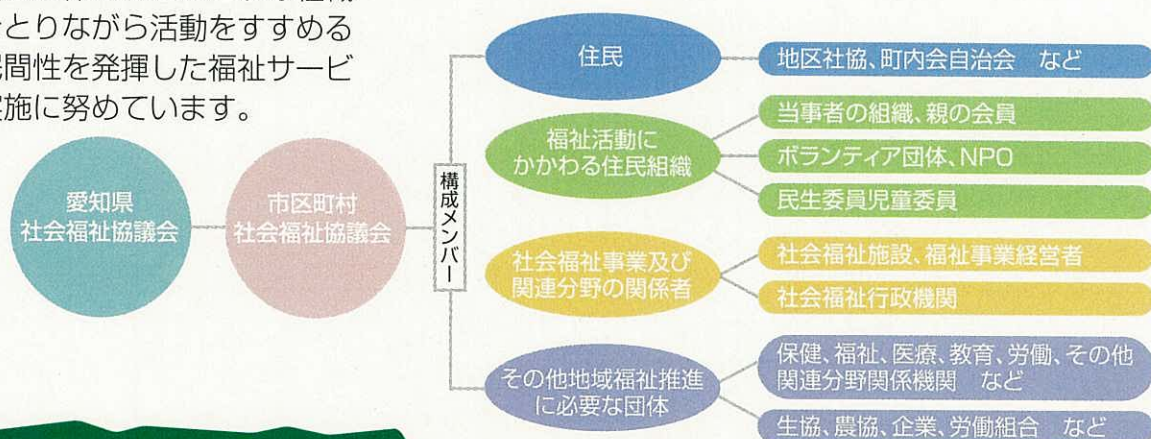 とりながら活動をすすめる
間性を発揮した福祉サービ
施に努めています。
愛知県
社会福祉協議会
市区町村
社会福祉協議会
構成メンバー
住民
地区社協、町内会自治会　など
福祉活動に
かかわる住民組織
当事者の組織、親の会員
ボランティア団体、NPO
民生委員児童委員
社会福祉事業及び
関連分野の関係者
社会福祉施設、福祉事業経営者
社会福祉行政機関
その他地域福祉推進
に必要な団体
保健、福祉、医療、教育、労働、その他
関連分野関係機関　など
生協、農協、企業、労働組合　など